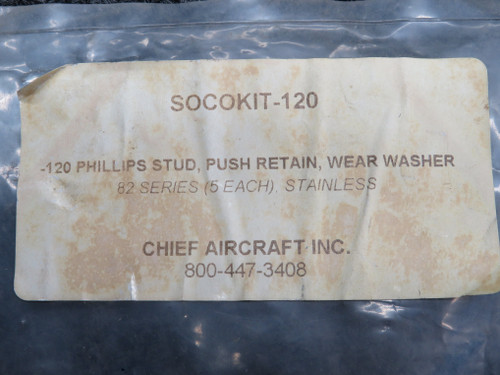 SOCOKIT-120
-120 PHILLIPS STUD, PUSH RETAIN, WEAR WASHER
82 SERIES (5 EACH), STAINLESS
CHIEF AIRCRAFT INC.
800-447-3408